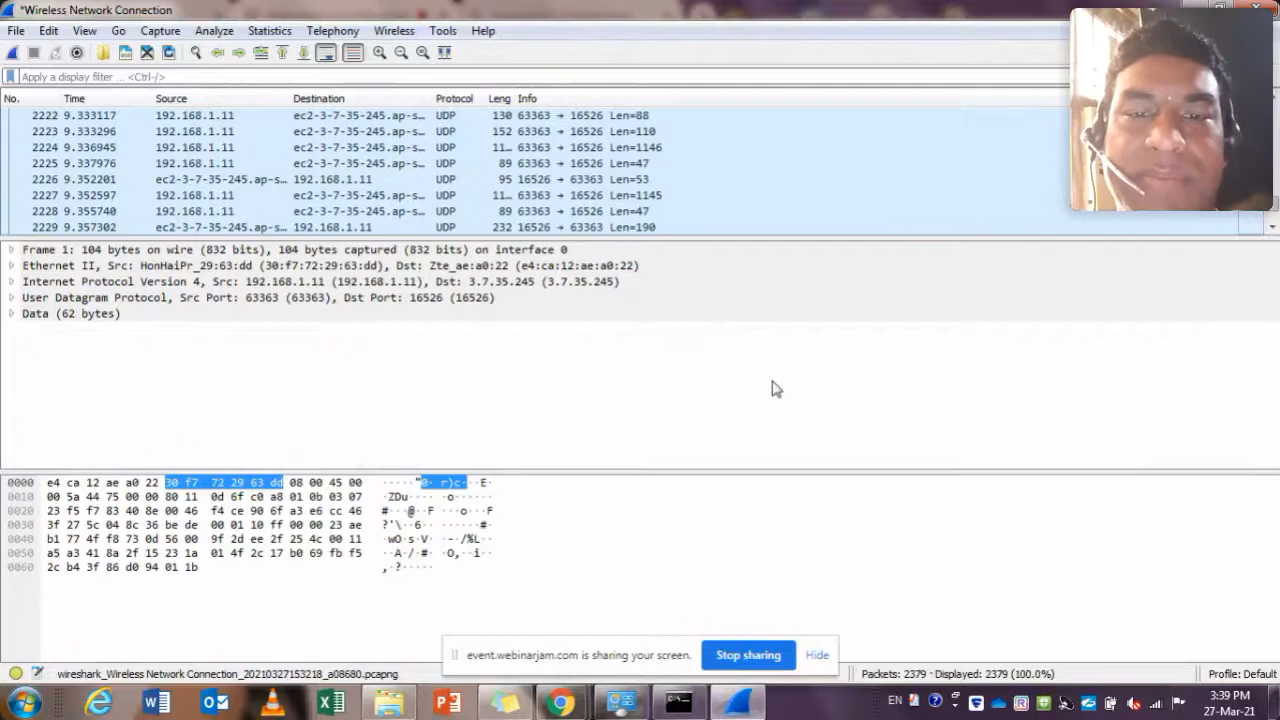 *Wireless Network Connection
File Edit View Go Capture Analyze Statistics Telephony Wireless Tools Help
Apply a display filter ... <Ctrl-/>
No. Time Source Destination Protocol Leng Info
2222 9.333117 192.168.1.11 ec2-3-7-35-245.ap-s… UDP 130 63363 → 16526 Len=88
2223 9.333296 192.168.1.11 ec2-3-7-35-245.ap-s… UDP 152 63363 → 16526 Len=110
2224 9.336945 192.168.1.11 ec2-3-7-35-245.ap-s… UDP 11… 63363 → 16526 Len=1146
2225 9.337976 192.168.1.11 ec2-3-7-35-245.ap-s… UDP 89 63363 → 16526 Len=47
2226 9.352201 ec2-3-7-35-245.ap-s… 192.168.1.11 UDP 95 16526 → 63363 Len=53
2227 9.352597 192.168.1.11 ec2-3-7-35-245.ap-s… UDP 11… 63363 → 16526 Len=1145
2228 9.355740 192.168.1.11 ec2-3-7-35-245.ap-s… UDP 89 63363 → 16526 Len=47
2229 9.357302 ec2-3-7-35-245.ap-s… 192.168.1.11 UDP 232 16526 → 63363 Len=190
Frame 1: 104 bytes on wire (832 bits), 104 bytes captured (832 bits) on interface 0
Ethernet II, Src: HonHaiPr_29:63:dd (30:f7:72:29:63:dd), Dst: Zte_ae:a0:22 (e4:ca:12:ae:a0:22)
Internet Protocol Version 4, Src: 192.168.1.11 (192.168.1.11), Dst: 3.7.35.245 (3.7.35.245)
User Datagram Protocol, Src Port: 63363 (63363), Dst Port: 16526 (16526)
Data (62 bytes)
0000 e4 ca 12 ae a0 22 30 f7 72 29 63 dd 08 00 45 00 ·····"0· r)c···E·
0010 00 5a 44 75 00 00 80 11 0d 6f c0 a8 01 0b 03 07 ·ZDu···· ·o······
0020 23 f5 f7 83 40 8e 00 46 f4 ce 90 6f a3 e6 cc 46 #···@··F ···o···F
0030 3f 27 5c 04 8c 36 be de 00 01 10 ff 00 00 23 ae ?'\··6·· ······#·
0040 b1 77 4f f8 73 0d 56 00 9f 2d ee 2f 25 4c 00 11 ·wO·s·V· ·-·/%L··
0050 a5 a3 41 8a 2f 15 23 1a 01 4f 2c 17 b0 69 fb f5 ··A·/·#· ·O,··i··
0060 2c b4 3f 86 d0 94 01 1b ,·?·····
event.webinarjam.com is sharing your screen. Stop sharing Hide
wireshark_Wireless Network Connection_20210327153218_a08680.pcapng Packets: 2379 · Displayed: 2379 (100.0%) Profile: Default
EN 3:39 PM
27-Mar-21